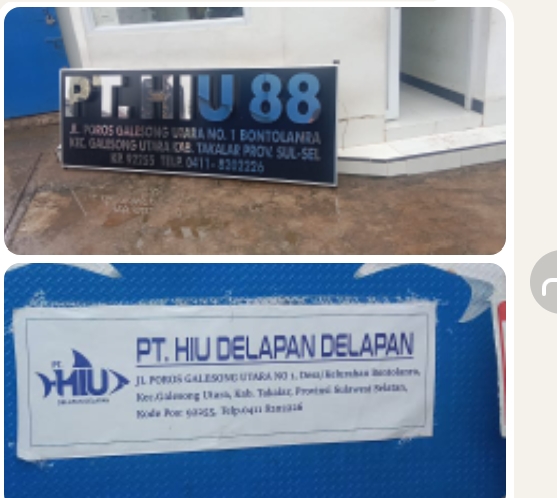 PT. HIU 88
JL. POROS GALESONG UTARA NO. 1 BONTOLANRA
KEC. GALESONG UTARA KAB. TAKALAR PROV. SUL-SEL
KP. 92255 TELP. 0411- 8202226
PT.
HIU
DELAPAN DELAPAN
PT. HIU DELAPAN DELAPAN
JL POROS GALESONG UTARA NO 1, Desa/Kelurahan Bontolanra,
Kec.Galesong Utara, Kab. Takalar, Provinsi Sulawesi Selatan,
Kode Pos: 92255, Telp.0411